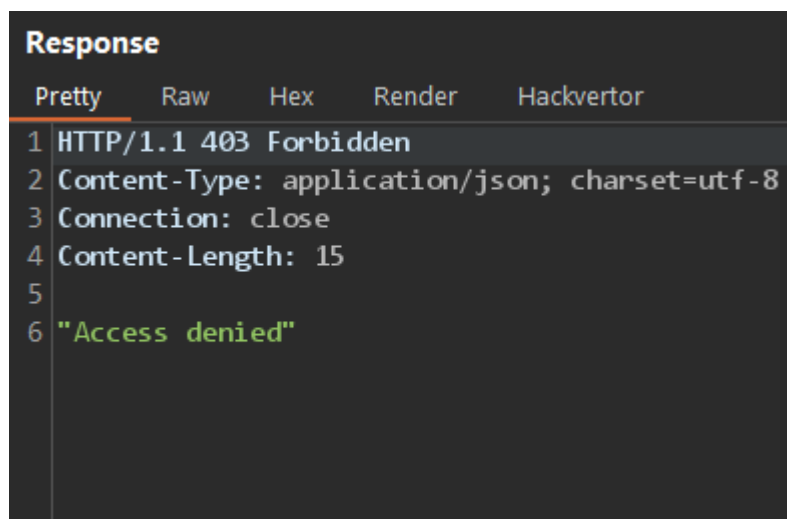 Response
Pretty Raw Hex Render Hackvertor
1 HTTP/1.1 403 Forbidden
2 Content-Type: application/json; charset=utf-8
3 Connection: close
4 Content-Length: 15
5
6 "Access denied"